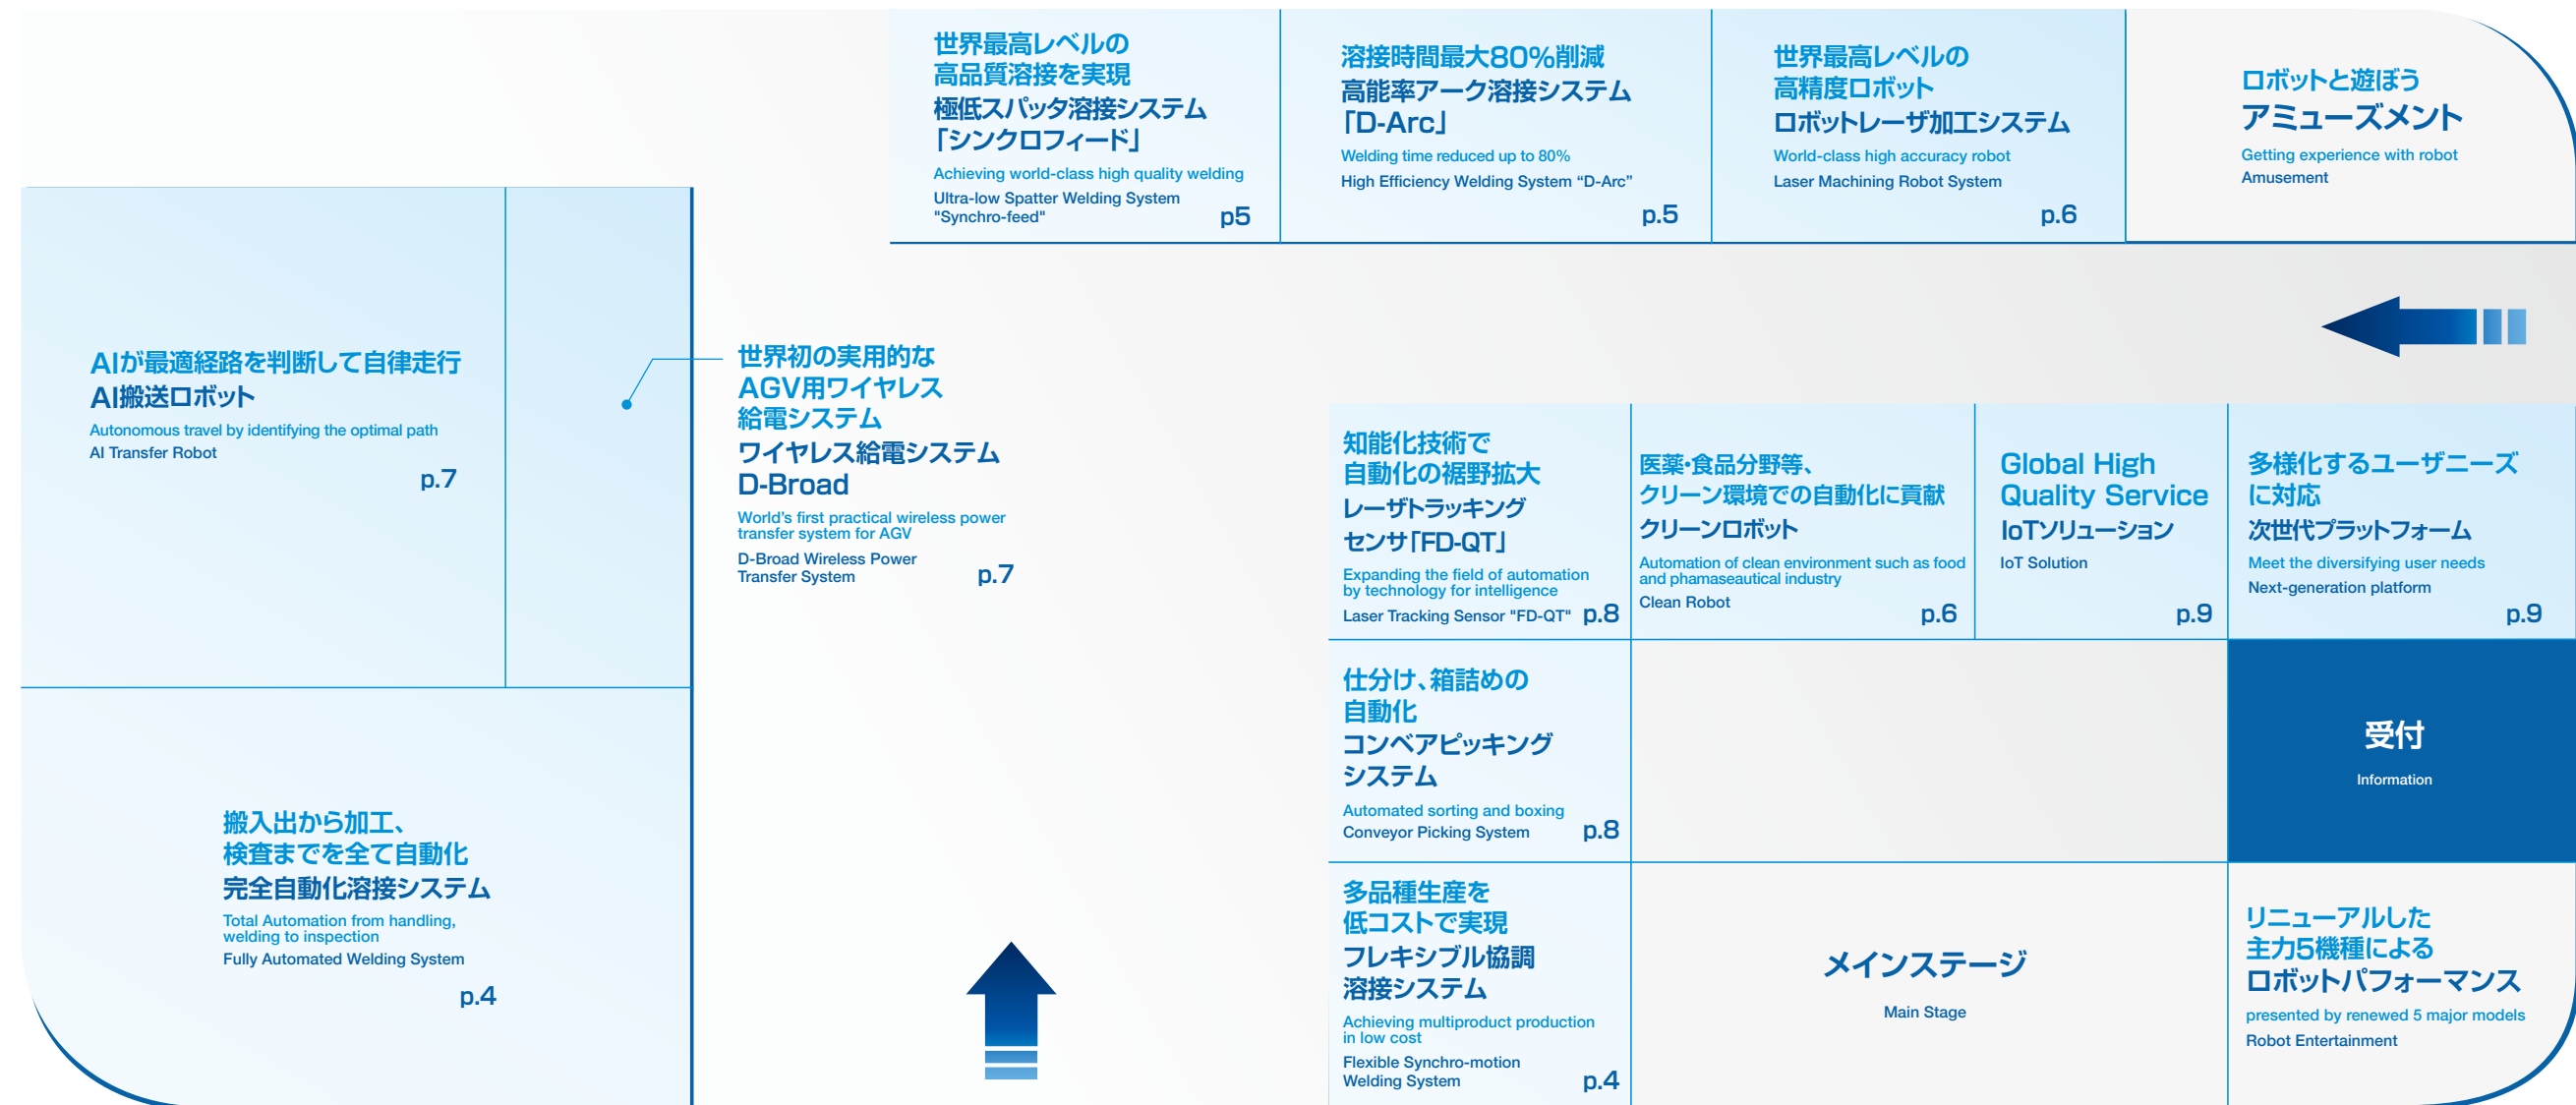 世界最高レベルの
高品質溶接を実現
極低スパッタ溶接システム
「シンクロフィード」
Achieving world-class high quality welding
Ultra-low Spatter Welding System
"Synchro-feed"
p5
溶接時間最大80%削減
高能率アーク溶接システム
「D-Arc」
Welding time reduced up to 80%
High Efficiency Welding System “D-Arc”
p.5
世界最高レベルの
高精度ロボット
ロボットレーザ加工システム
World-class high accuracy robot
Laser Machining Robot System
p.6
ロボットと遊ぼう
アミューズメント
Getting experience with robot
Amusement
AIが最適経路を判断して自律走行
AI搬送ロボット
Autonomous travel by identifying the optimal path
AI Transfer Robot
p.7
世界初の実用的な
AGV用ワイヤレス
給電システム
ワイヤレス給電システム
D-Broad
World’s first practical wireless power
transfer system for AGV
D-Broad Wireless Power
Transfer System
p.7
知能化技術で
自動化の裾野拡大
レーザトラッキング
センサ「FD-QT」
Expanding the field of automation
by technology for intelligence
Laser Tracking Sensor "FD-QT"
p.8
医薬・食品分野等、
クリーン環境での自動化に貢献
クリーンロボット
Automation of clean environment such as food
and phamaseautical industry
Clean Robot
p.6
Global High
Quality Service
IoTソリューション
IoT Solution
p.9
多様化するユーザニーズ
に対応
次世代プラットフォーム
Meet the diversifying user needs
Next-generation platform
p.9
仕分け、箱詰めの
自動化
コンベアピッキング
システム
Automated sorting and boxing
Conveyor Picking System
p.8
受付
Information
搬入出から加工、
検査までを全て自動化
完全自動化溶接システム
Total Automation from handling,
welding to inspection
Fully Automated Welding System
p.4
多品種生産を
低コストで実現
フレキシブル協調
溶接システム
Achieving multiproduct production
in low cost
Flexible Synchro-motion
Welding System
p.4
メインステージ
Main Stage
リニューアルした
主力5機種による
ロボットパフォーマンス
presented by renewed 5 major models
Robot Entertainment